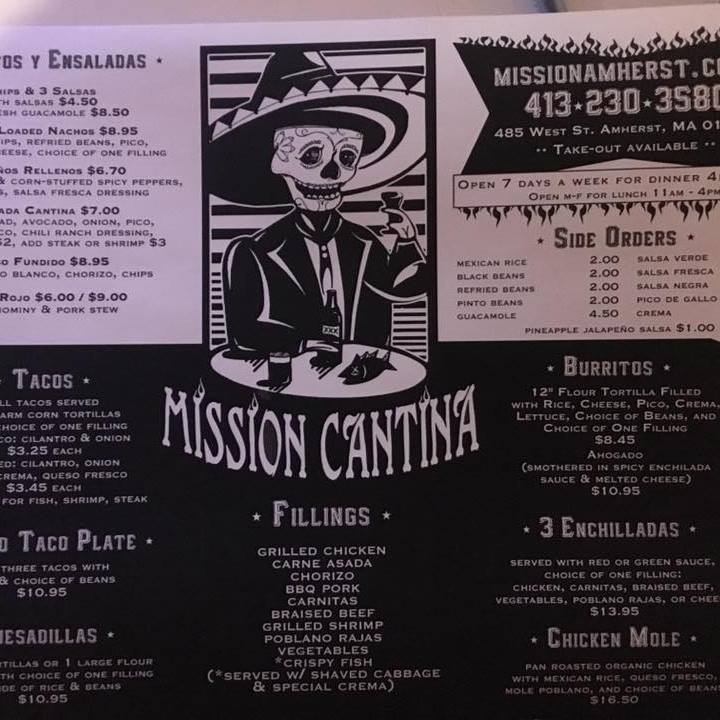 OS Y ENSALADAS
IPS & 3 SALSAS
TH SALSAS $4.50
ESH GUACAMOLE $8.50
LOADED NACHOS $8.95
IPS, REFRIED BEANS, PICO,
EESE, CHOICE OF ONE FILLING
ÑOS RELLENOS $6.70
& CORN-STUFFED SPICY PEPPERS,
S, SALSA FRESCA DRESSING
ADA CANTINA $7.00
AD, AVOCADO, ONION, PICO,
CO, CHILI RANCH DRESSING,
$2, ADD STEAK OR SHRIMP $3
O FUNDIDO $8.95
O BLANCO, CHORIZO, CHIPS
ROJO $6.00 / $9.00
OMINY & PORK STEW
TACOS
LL TACOS SERVED
ARM CORN TORTILLAS
HOICE OF ONE FILLING
CO: CILANTRO & ONION
$3.25 EACH
ED: CILANTRO, ONION
CREMA, QUESO FRESCO
$3.45 EACH
FOR FISH, SHRIMP, STEAK
O TACO PLATE
THREE TACOS WITH
& CHOICE OF BEANS
$10.95
UESADILLAS
RTILLAS OR 1 LARGE FLOUR
TH CHOICE OF ONE FILLING
IDE OF RICE & BEANS
$10.95
XXX
MISSION CANTINA
FILLINGS
GRILLED CHICKEN
CARNE ASADA
CHORIZO
BBQ PORK
CARNITAS
BRAISED BEEF
GRILLED SHRIMP
POBLANO RAJAS
VEGETABLES
*CRISPY FISH
(*SERVED W/ SHAVED CABBAGE
& SPECIAL CREMA)
MISSIONAMHERST.CO
413★230★3580
485 WEST ST. AMHERST, MA 01
TAKE-OUT AVAILABLE
OPEN 7 DAYS A WEEK FOR DINNER 4
OPEN M-F FOR LUNCH 11AM - 4PM
SIDE ORDERS
MEXICAN RICE 2.00 SALSA VERDE
BLACK BEANS 2.00 SALSA FRESCA
REFRIED BEANS 2.00 SALSA NEGRA
PINTO BEANS 2.00 PICO DE GALLO
GUACAMOLE 4.50 CREMA
PINEAPPLE JALAPEÑO SALSA $1.00
BURRITOS
12" FLOUR TORTILLA FILLED
WITH RICE, CHEESE, PICO, CREMA,
LETTUCE, CHOICE OF BEANS, AND
CHOICE OF ONE FILLING
$8.45
AHOGADO
(SMOTHERED IN SPICY ENCHILADA
SAUCE & MELTED CHEESE)
$10.95
3 ENCHILLADAS
SERVED WITH RED OR GREEN SAUCE,
CHOICE OF ONE FILLING:
CHICKEN, CARNITAS, BRAISED BEEF,
VEGETABLES, POBLANO RAJAS, OR CHEE
$13.95
CHICKEN MOLE
PAN ROASTED ORGANIC CHICKEN
WITH MEXICAN RICE, QUESO FRESCO,
MOLE POBLANO, AND CHOICE OF BEAN
$16.50